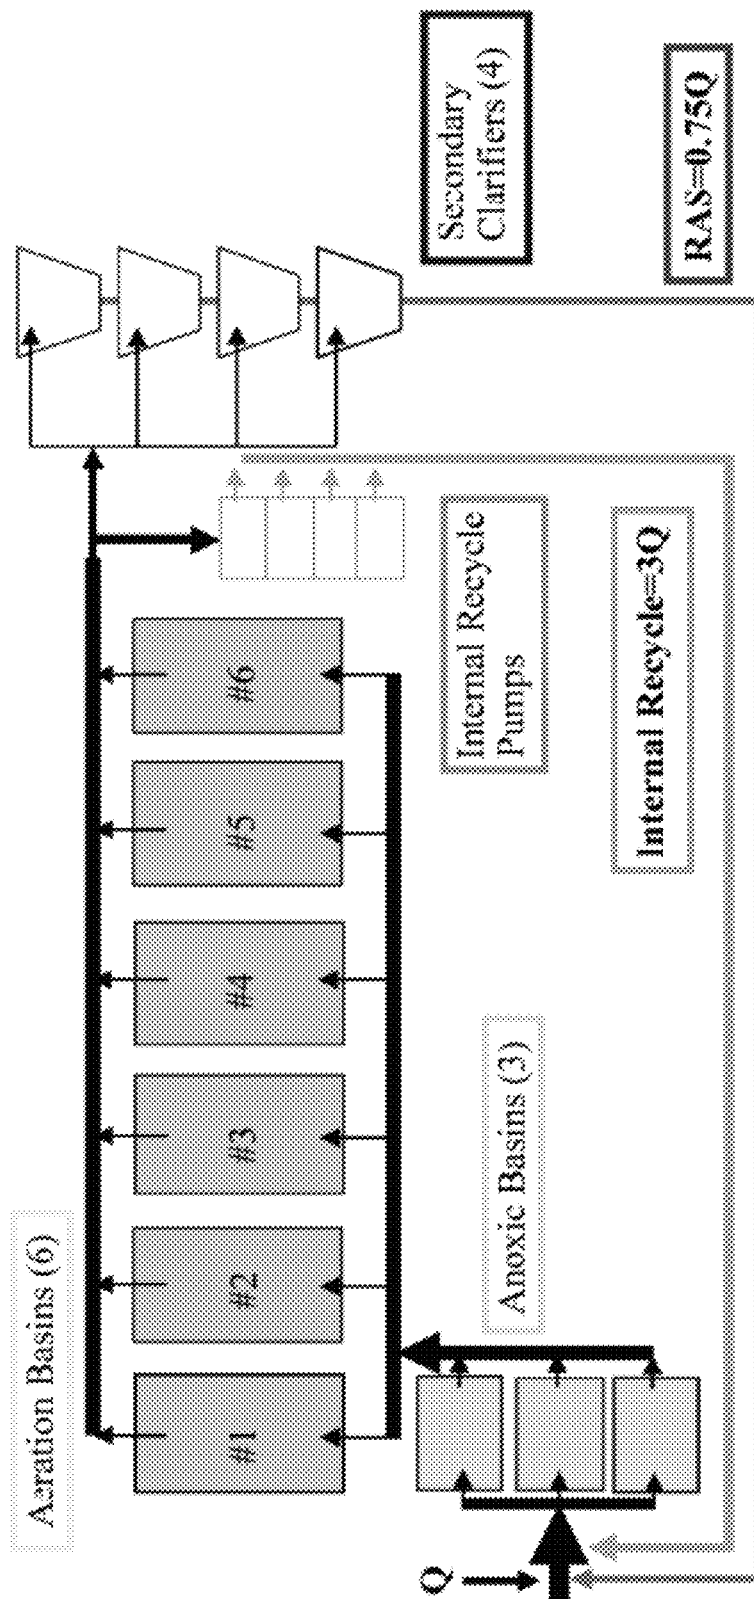 Aeration Basins (6)
#1
#2
#3
#4
#5
#6
Q
Anoxic Basins (3)
Internal Recycle
Pumps
Internal Recycle=3Q
Secondary
Clarifiers (4)
RAS=0.75Q